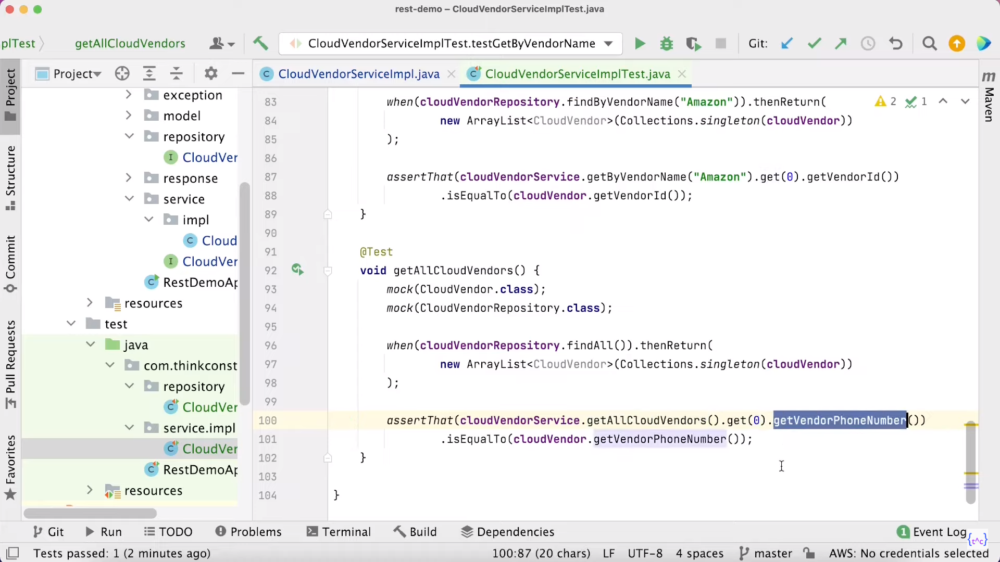 rest-demo – CloudVendorServiceImplTest.java
plTest
getAllCloudVendors
CloudVendorServiceImplTest.testGetByVendorName
Git:
Project
CloudVendorServiceImpl.java
CloudVendorServiceImplTest.java
m
Maven
Project
Structure
Commit
Pull Requests
Favorites
exception
model
repository
I CloudVer
response
service
impl
C Cloud
I CloudVer
C RestDemoAp
resources
test
java
com.thinkconst
repository
C CloudVer
service.impl
C CloudVer
C RestDemoAp
resources
2 1
83 when(cloudVendorRepository.findByVendorName("Amazon")).thenReturn(
84 new ArrayList<CloudVendor>(Collections.singleton(cloudVendor))
85 );
86
87 assertThat(cloudVendorService.getByVendorName("Amazon").get(0).getVendorId())
88 .isEqualTo(cloudVendor.getVendorId());
89 }
90
91 @Test
92 void getAllCloudVendors() {
93 mock(CloudVendor.class);
94 mock(CloudVendorRepository.class);
95
96 when(cloudVendorRepository.findAll()).thenReturn(
97 new ArrayList<CloudVendor>(Collections.singleton(cloudVendor))
98 );
99
100 assertThat(cloudVendorService.getAllCloudVendors().get(0).getVendorPhoneNumber())
101 .isEqualTo(cloudVendor.getVendorPhoneNumber());
102 }
103
104 }
Git Run TODO Problems Terminal Build Dependencies 1 Event Log
{t^c}
Tests passed: 1 (2 minutes ago) 100:87 (20 chars) LF UTF-8 4 spaces master AWS: No credentials selected